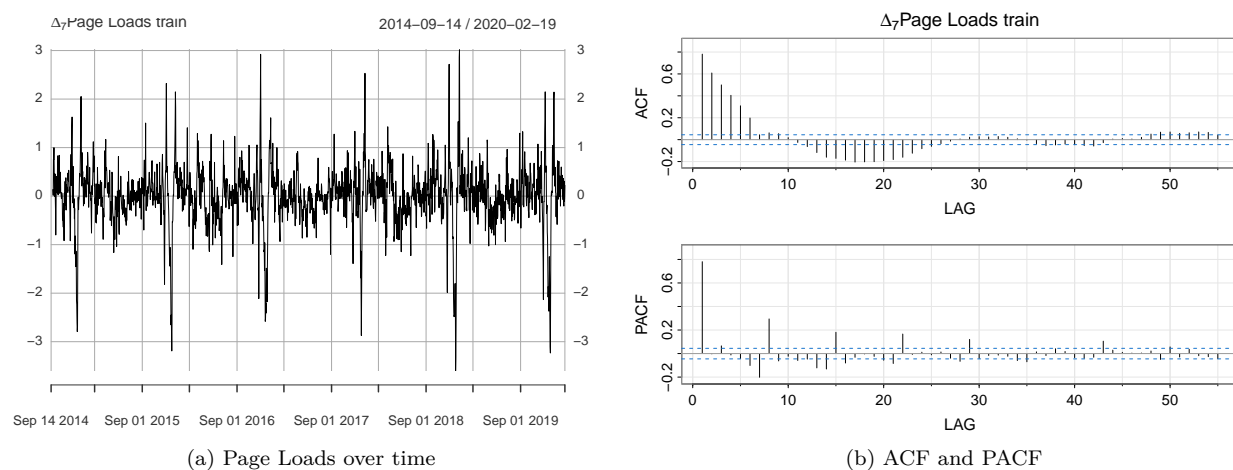 Δ₇Page Loads train 2014−09−14 / 2020−02−19
3 3
2 2
1 1
0 0
−1 −1
−2 −2
−3 −3
Sep 14 2014 Sep 01 2015 Sep 01 2016 Sep 01 2017 Sep 01 2018 Sep 01 2019
(a) Page Loads over time
Δ₇Page Loads train
ACF
−0.2 0.2 0.6
0 10 20 30 40 50
LAG
PACF
−0.2 0.2 0.6
0 10 20 30 40 50
LAG
(b) ACF and PACF